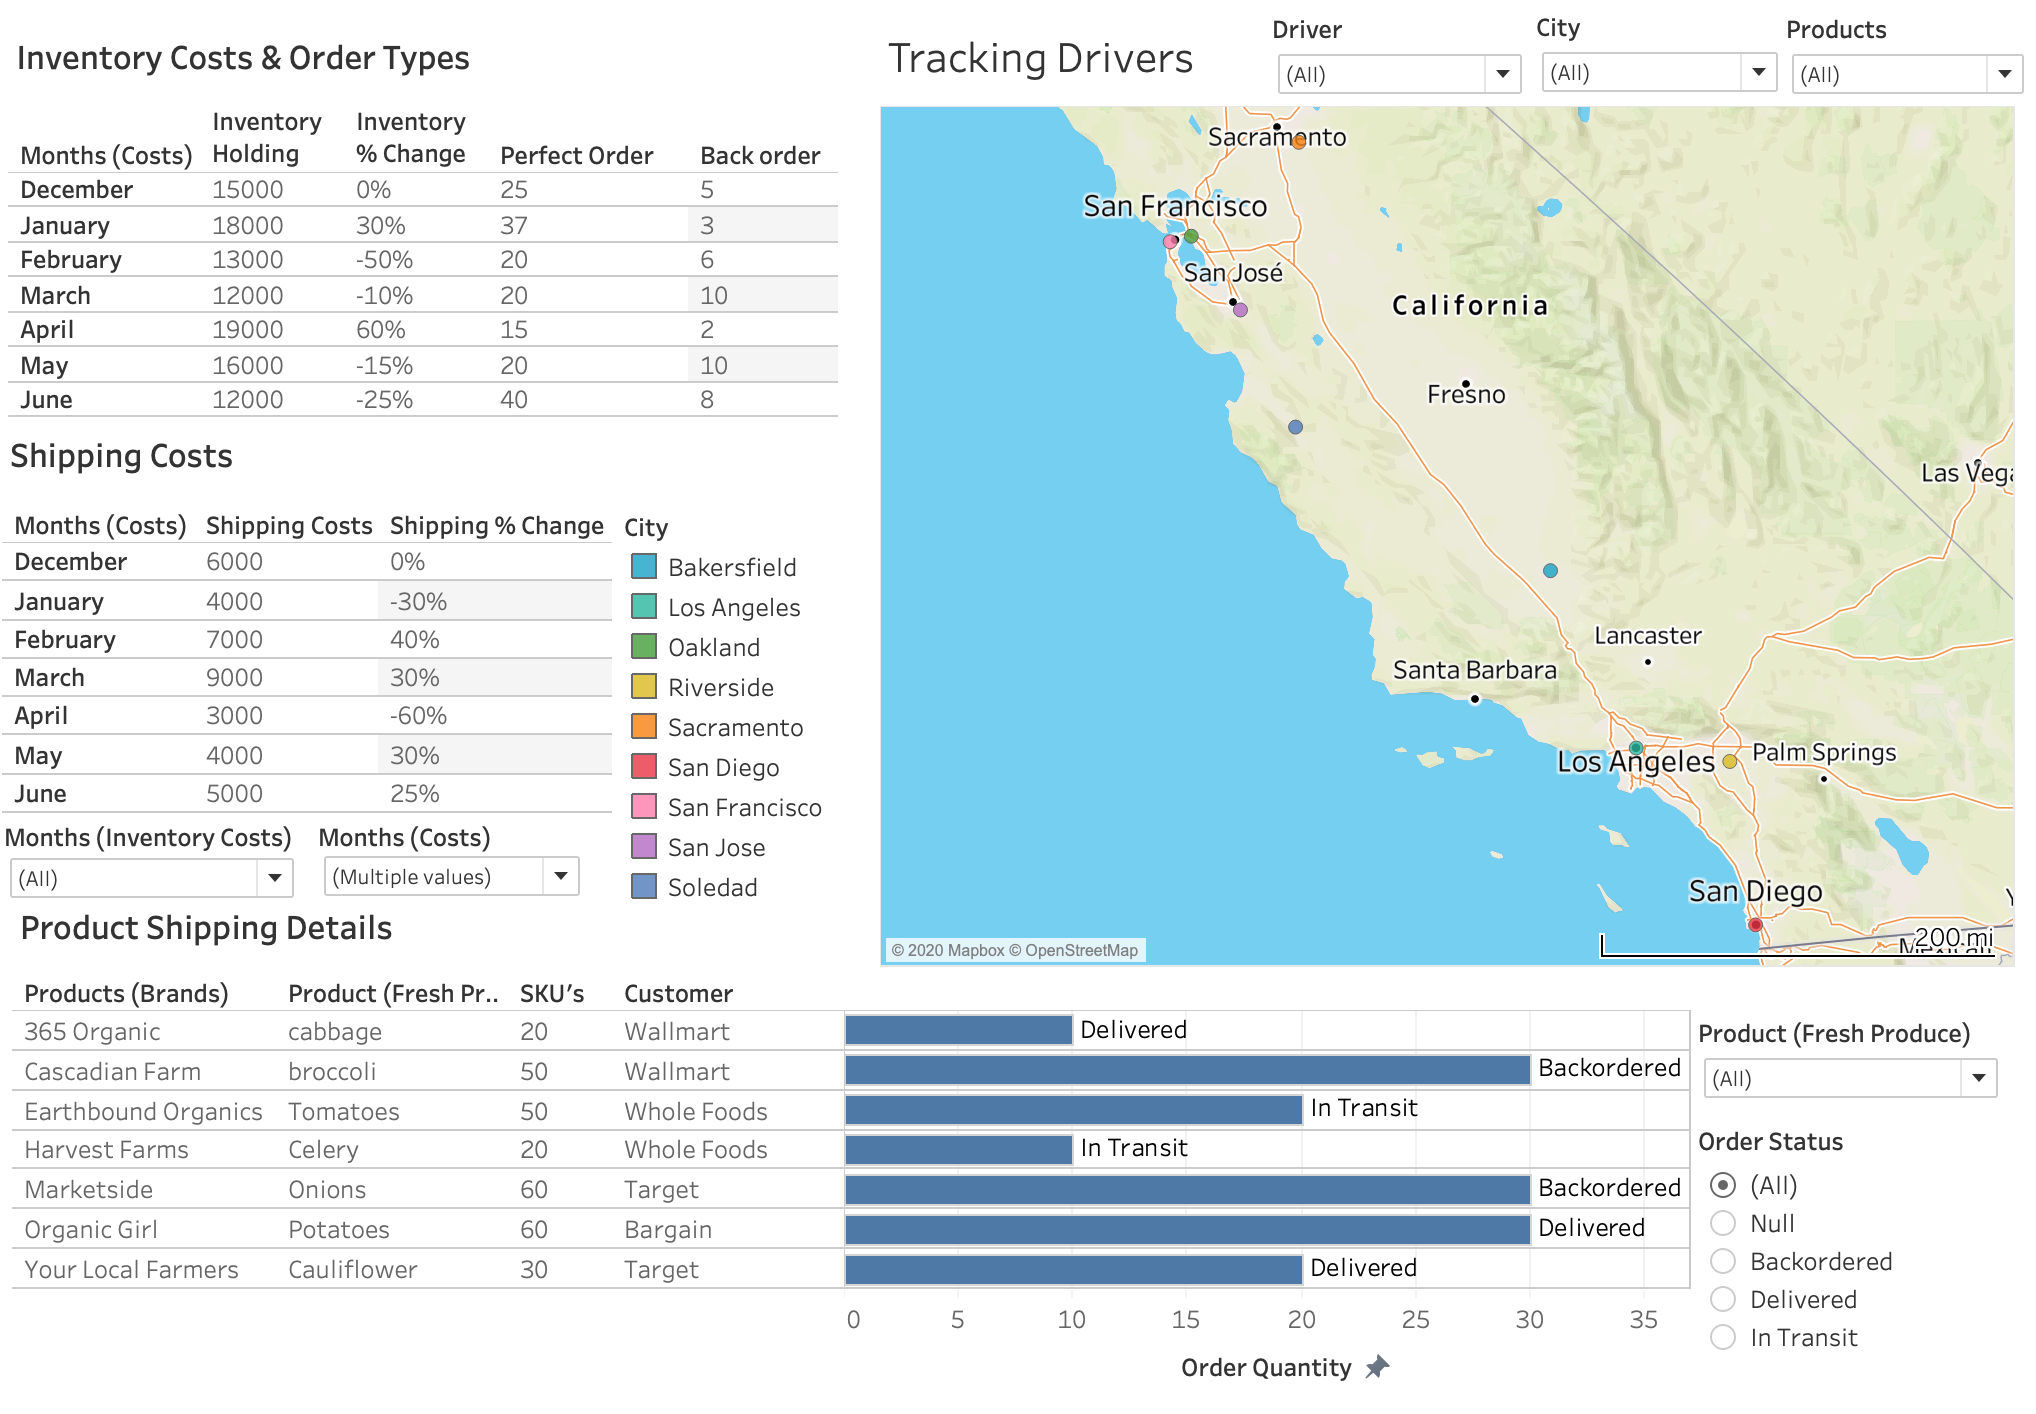 Inventory Costs & Order Types
Months (Costs) Inventory Holding Inventory % Change Perfect Order Back order
December 15000 0% 25 5
January 18000 30% 37 3
February 13000 -50% 20 6
March 12000 -10% 20 10
April 19000 60% 15 2
May 16000 -15% 20 10
June 12000 -25% 40 8
Shipping Costs
Months (Costs) Shipping Costs Shipping % Change
December 6000 0%
January 4000 -30%
February 7000 40%
March 9000 30%
April 3000 -60%
May 4000 30%
June 5000 25%
Months (Inventory Costs) Months (Costs)
(All) (Multiple values)
City
Bakersfield
Los Angeles
Oakland
Riverside
Sacramento
San Diego
San Francisco
San Jose
Soledad
Tracking Drivers
Driver
(All)
City
(All)
Products
(All)
Sacramento
San Francisco
San José
California
Fresno
Las Vega
Lancaster
Santa Barbara
Los Angeles
Palm Springs
San Diego
200 mi
© 2020 Mapbox © OpenStreetMap
Product Shipping Details
Products (Brands) Product (Fresh Pr.. SKU's Customer
365 Organic cabbage 20 Wallmart Delivered
Cascadian Farm broccoli 50 Wallmart Backordered
Earthbound Organics Tomatoes 50 Whole Foods In Transit
Harvest Farms Celery 20 Whole Foods In Transit
Marketside Onions 60 Target Backordered
Organic Girl Potatoes 60 Bargain Delivered
Your Local Farmers Cauliflower 30 Target Delivered
0 5 10 15 20 25 30 35
Order Quantity
Product (Fresh Produce)
(All)
Order Status
(All)
Null
Backordered
Delivered
In Transit